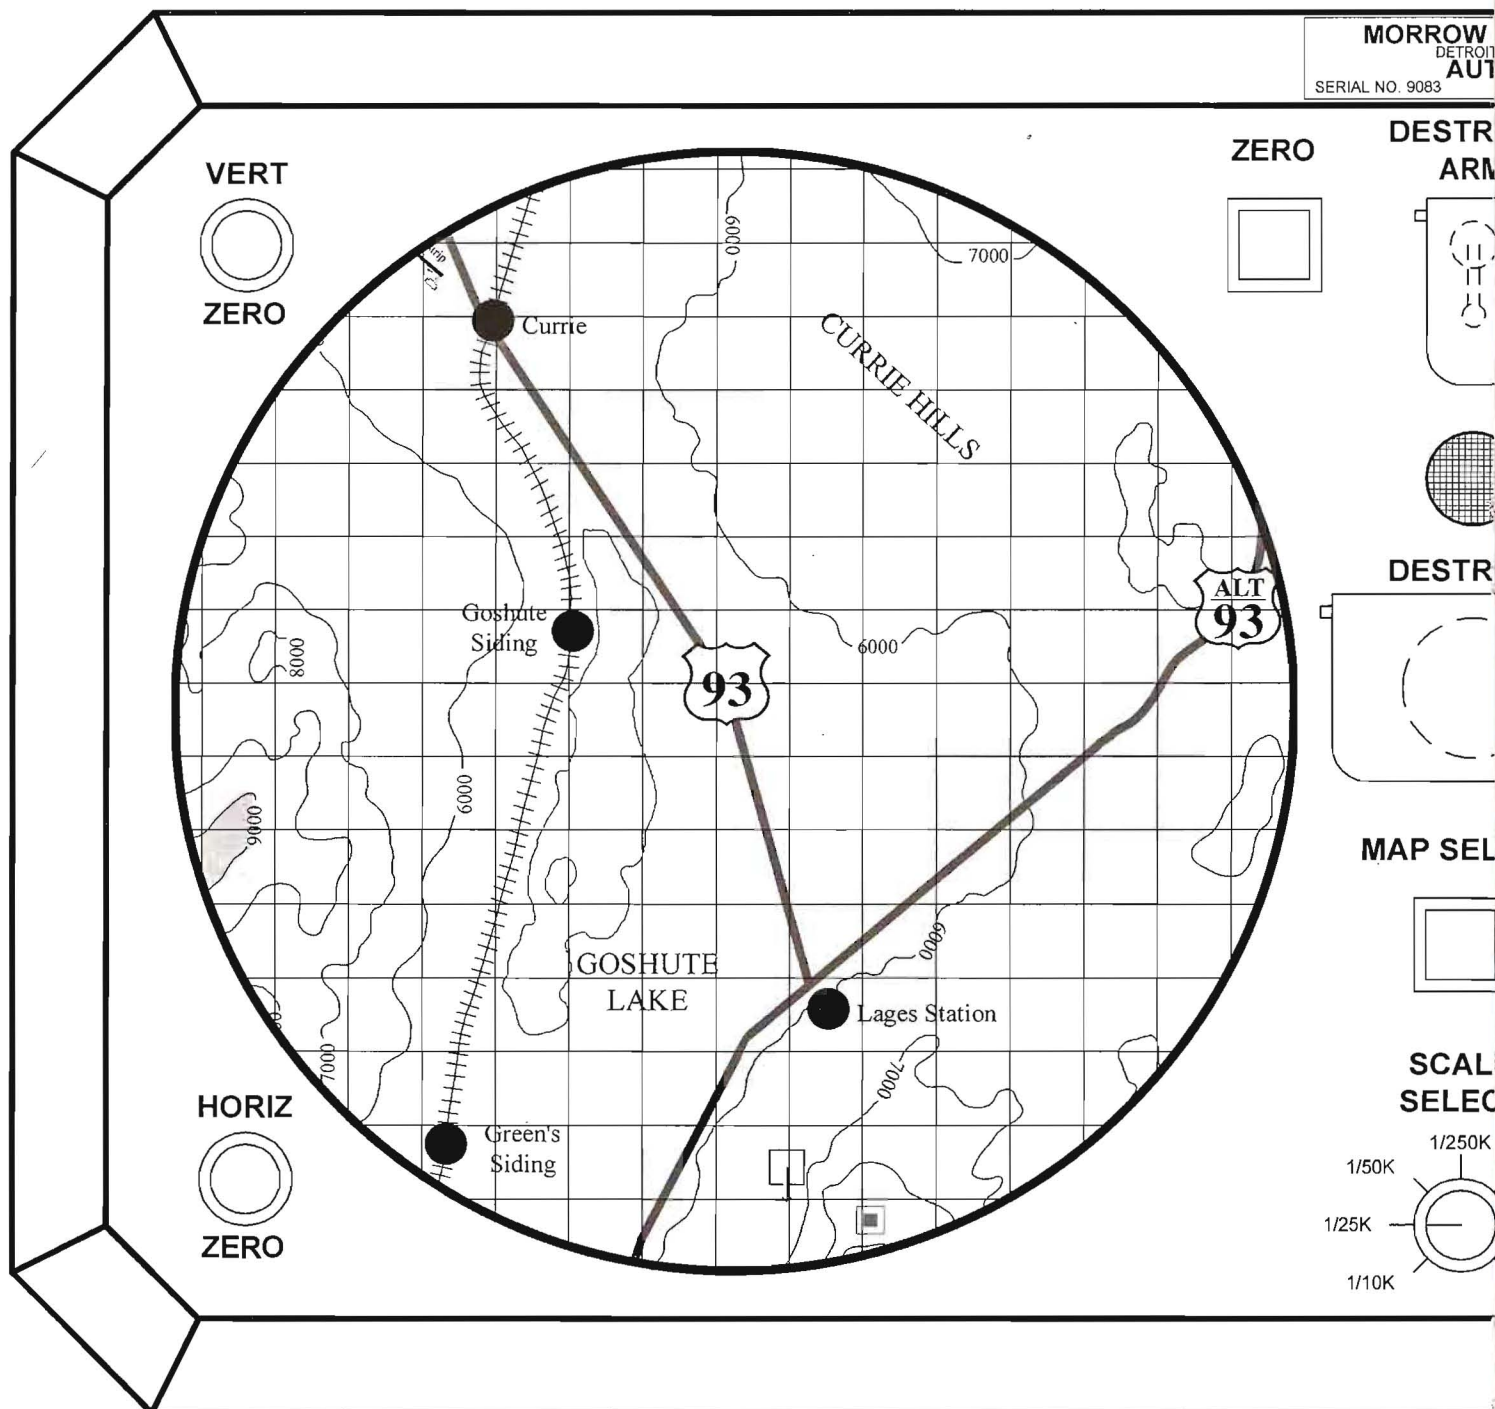 MORROW
DETROIT
AUT
SERIAL NO. 9083
VERT
ZERO
ZERO
DESTR
ARM
6000
7000
trip
Currie
CURRIE HILLS
DESTR
ALT
93
Goshute
Siding
8000
6000
93
6000
9000
MAP SEL
6000
GOSHUTE
LAKE
Lages Station
7000
7000
HORIZ
ZERO
Green's
Siding
SCAL
SELEC
1/250K
1/50K
1/25K
1/10K